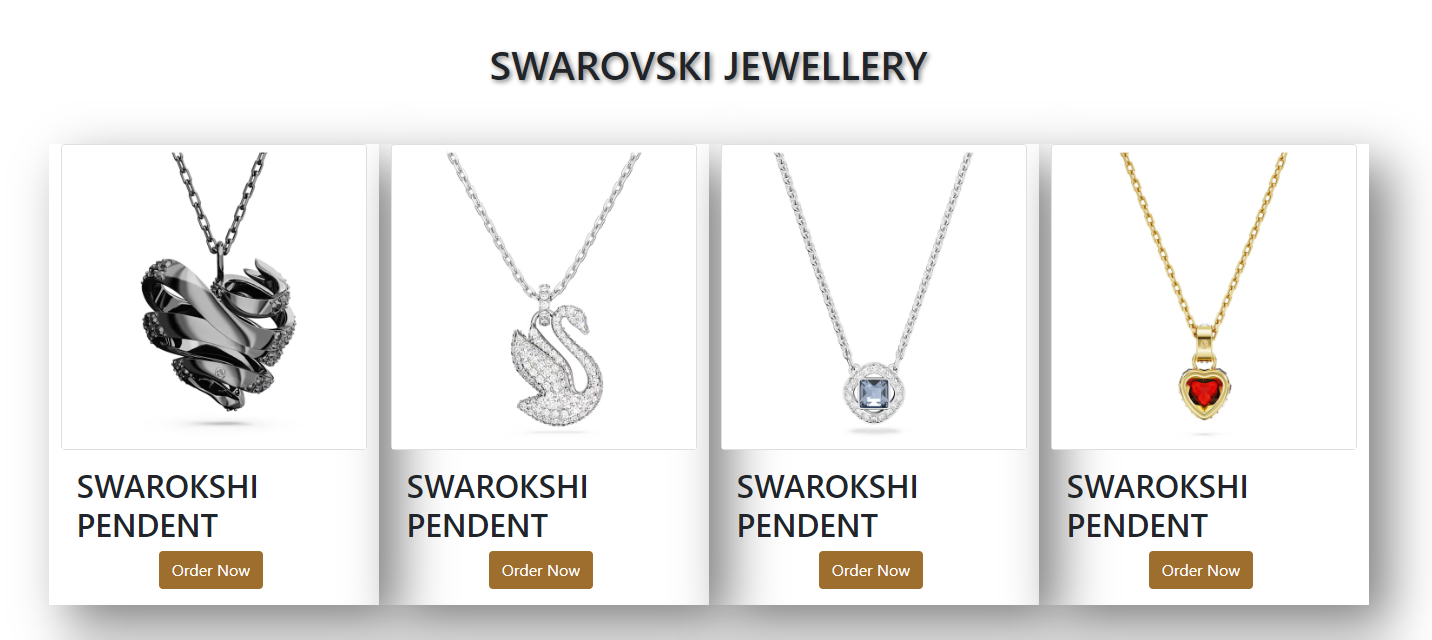 SWAROVSKI JEWELLERY
SWAROKSHI
PENDENT
Order Now
SWAROKSHI
PENDENT
Order Now
SWAROKSHI
PENDENT
Order Now
SWAROKSHI
PENDENT
Order Now